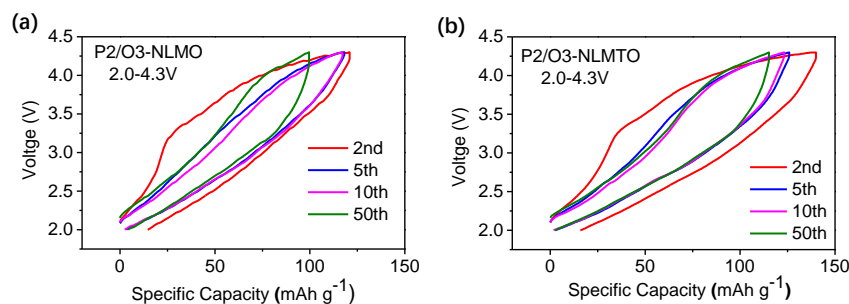 (a)
P2/O3-NLMO
2.0-4.3V
4.5
4.0
3.5
3.0
2.5
2.0
Voltge (V)
2nd
5th
10th
50th
0
50
100
150
Specific Capacity (mAh g⁻¹)
(b)
P2/O3-NLMTO
2.0-4.3V
4.5
4.0
3.5
3.0
2.5
2.0
Voltge (V)
2nd
5th
10th
50th
0
50
100
150
Specific Capacity (mAh g⁻¹)